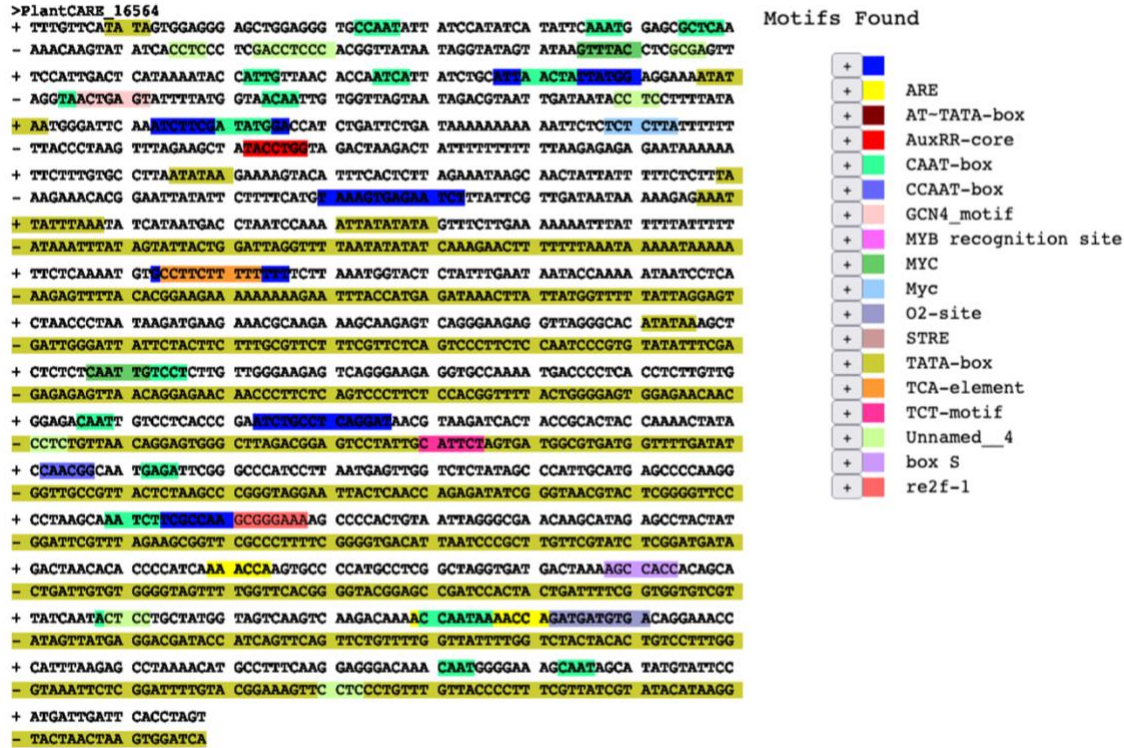 >PlantCARE_16564
+ TTTGTTCATA TAGTGGAGGG AGCTGGAGGG TGCCAATATT ATCCATATCA TATTCAAATG GAGCGCTCAA
- AAACAAGTAT ATCACCTCCC TCGACCTCCC ACGGTTATAA TAGGTATAGT ATAAGTTTAC CTCGCGAGTT
+ TCCATTGACT CATAAAATAC CATTGTTAAC ACCAATCATT ATCTGCATTA ACTATTATGG AGGAAAATAT
- AGGTAACTGA GTATTTTATG GTAACAATTG TGGTTAGTAA TAGACGTAAT TGATAATACC TCCTTTTATA
+ AATGGGATTC AAATCTTCGA TATGGACCAT CTGATTCTGA TAAAAAAAAA AATTCTCTCT CTTATTTTTT
- TTACCCTAAG TTTAGAAGCT ATACCTGGTA GACTAAGACT ATTTTTTTTT TTAAGAGAGA GAATAAAAAA
+ TTCTTTGTGC CTTAATATAA GAAAAGTACA TTTCACTCTT AGAAATAAGC AACTATTATT TTTCTCTTTA
- AAGAAACACG GAATTATATT CTTTTCATGT AAAGTGAGAA TCTTTATTCG TTGATAATAA AAAGAGAAAT
+ TATTTAAATA TCATAATGAC CTAATCCAAA ATTATATATA GTTTCTTGAA AAAAATTTAT TTTTATTTTT
- ATAAATTTAT AGTATTACTG GATTAGGTTT TAATATATAT CAAAGAACTT TTTTTAAATA AAAATAAAAA
+ TTCTCAAAAT GTGCCTTCTT TTTTTTTCTT AAATGGTACT CTATTTGAAT AATACCAAAA ATAATCCTCA
- AAGAGTTTTA CACGGAAGAA AAAAAAAGAA TTTACCATGA GATAAACTTA TTATGGTTTT TATTAGGAGT
+ CTAACCCTAA TAAGATGAAG AAACGCAAGA AAGCAAGAGT CAGGGAAGAG GGTTAGGGCAC ATATAAAGCT
- GATTGGGATT ATTCTACTTC TTTGCGTTCT TTCGTTCTCA GTCCCTTCTC CCAATCCCGTG TATATTTCGA
+ CTCTCTCAAT TGTCCTCTTG TTGGGAAGAG TCAGGGAAGA GGTGCCAAAA TGACCCCTCA CCTCTTGTTG
- GAGAGAGTTA ACAGGAGAAC AACCCTTCTC AGTCCCTTCT CCACGGTTTT ACTGGGGAGT GGAGAACAAC
+ GGAGACAATT GTCCTCACCC GAATCTGCCT CAGGATAACG TAAGATCACT ACCGCACTAC CAAAACTATA
- CCTCTGTTAA CAGGAGTGGG CTTAGACGGA GTCCTATTGC ATTCTAGTGA TGGCGTGATG GTTTTGATAT
+ CCAACGGCAA TGAGATTCGG GCCCATCCTT AATGAGTTGG TCTCTATAGC CCATTGCATG AGCCCCAAGG
- GGTTGCCGTT ACTCTAAGCC CGGGTAGGAA TTACTCAACC AGAGATATCG GGTAACGTAC TCGGGGTTCC
+ CCTAAGCAAA TCTTCGCCAA GCGGGAAAAG CCCCACTGTA ATTAGGGCGA ACAAGCATAG AGCCTACTAT
- GGATTCGTTT AGAAGCGGTT CGCCCTTTTC GGGGTGACAT TAATCCCGCT TGTTCGTATC TCGGATGATA
+ GACTAACACA CCCCATCAAA ACCAAGTGCC CCATGCCTCG GCTAGGTGAT GACTAAAAGC CACCACAGCA
- CTGATTGTGT GGGGTAGTTT TGGTTCACGG GGTACGGAGC CGATCCACTA CTGATTTTCG GTGGTGTCGT
+ TATCAATACT CCTGCTATGG TAGTCAAGTC AAGACAAAAC CAATAAAACC AGATGATGTG ACAGGAAACC
- ATAGTTATGA GGACGATACC ATCAGTTCAG TTCTGTTTTG GTTATTTTGG TCTACTACAC TGTCCTTTGG
+ CATTTAAGAG CCTAAAACAT GCCTTTCAAG GAGGGACAAA CAATGGGGAA AGCAATAGCA TATGTATTCC
- GTAAATTCTC GGATTTTGTA CGGAAAGTTC CCTCCCTGTTT GTTACCCCTT TCGTTATCGT ATACATAAGG
+ ATGATTGATT CACCTAGT
- TACTAACTAA GTGGATCA
Motifs Found
+
+ ARE
+ AT~TATA-box
+ AuxRR-core
+ CAAT-box
+ CCAAT-box
+ GCN4_motif
+ MYB recognition site
+ MYC
+ Myc
+ O2-site
+ STRE
+ TATA-box
+ TCA-element
+ TCT-motif
+ Unnamed__4
+ box S
+ re2f-1